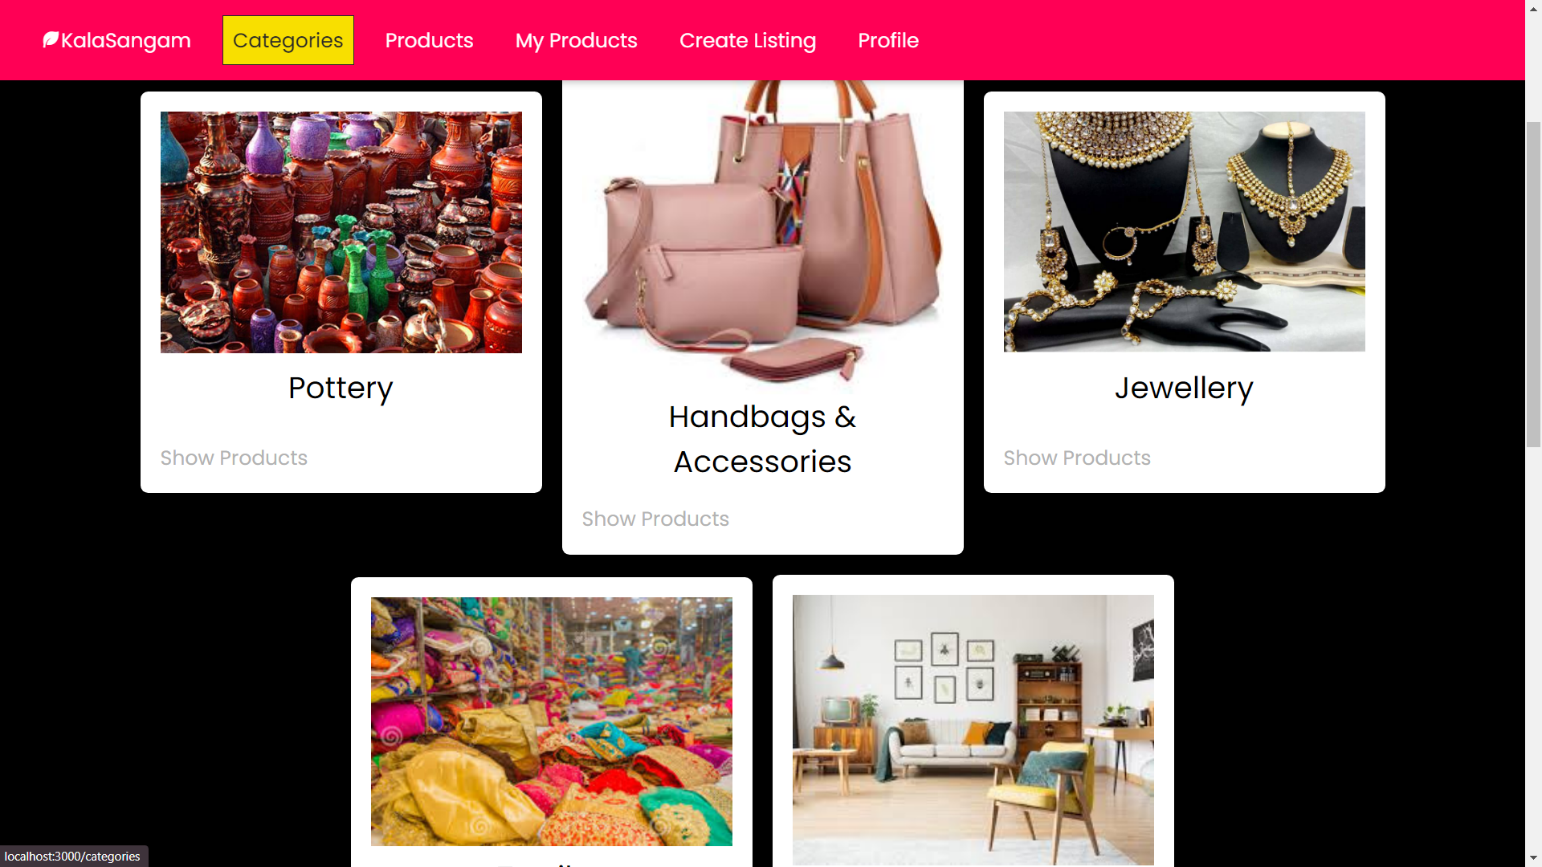 KalaSangam Categories Products My Products Create Listing Profile
Pottery
Show Products
Handbags &
Accessories
Show Products
Jewellery
Show Products
localhost:3000/categories